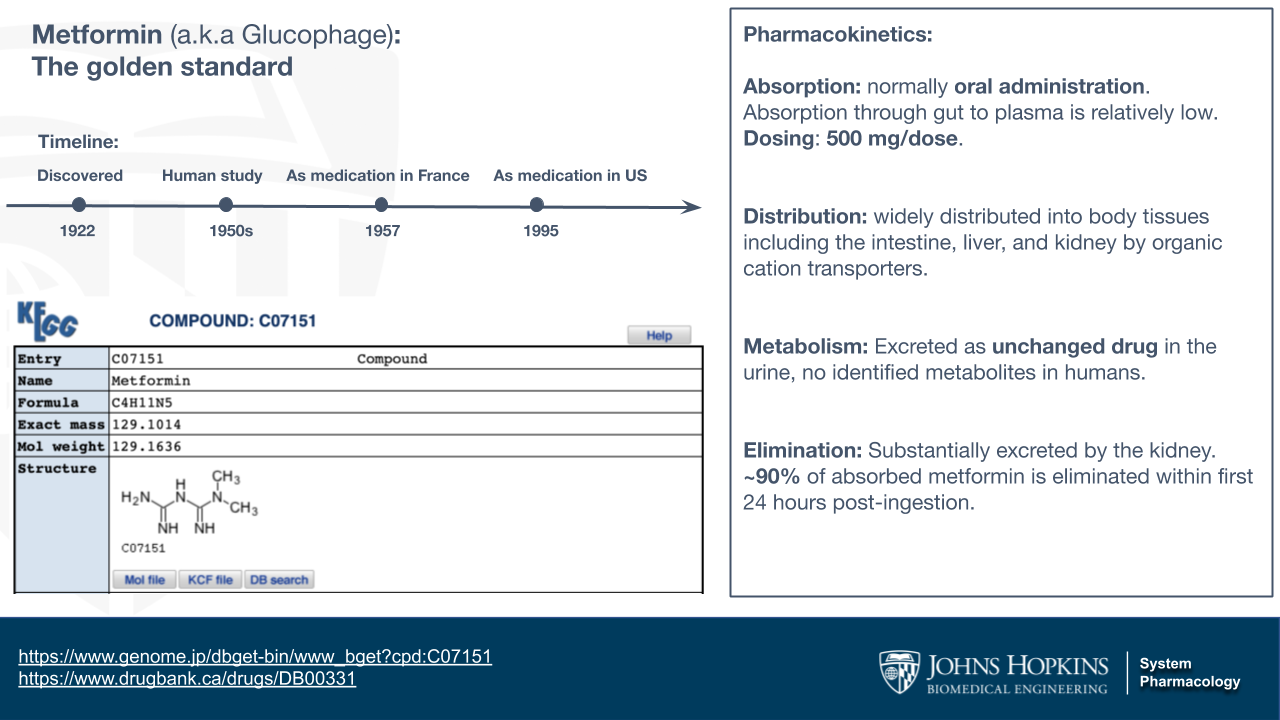 Metformin (a.k.a Glucophage):
The golden standard
Timeline:
Discovered Human study As medication in France As medication in US
1922 1950s 1957 1995
KEGG
COMPOUND: C07151
Help
Entry C07151 Compound
Name Metformin
Formula C4H11N5
Exact mass 129.1014
Mol weight 129.1636
Structure
CH3
H
H2N N N CH3
NH NH
C07151
Mol file KCF file DB search
Pharmacokinetics:
Absorption: normally oral administration.
Absorption through gut to plasma is relatively low.
Dosing: 500 mg/dose.
Distribution: widely distributed into body tissues
including the intestine, liver, and kidney by organic
cation transporters.
Metabolism: Excreted as unchanged drug in the
urine, no identified metabolites in humans.
Elimination: Substantially excreted by the kidney.
~90% of absorbed metformin is eliminated within first
24 hours post-ingestion.
https://www.genome.jp/dbget-bin/www_bget?cpd:C07151
https://www.drugbank.ca/drugs/DB00331
JOHNS HOPKINS
BIOMEDICAL ENGINEERING
System
Pharmacology